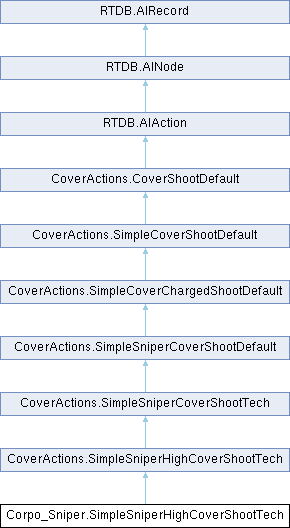 RTDB.AIRecord
RTDB.AINode
RTDB.AIAction
CoverActions.CoverShootDefault
CoverActions.SimpleCoverShootDefault
CoverActions.SimpleCoverChargedShootDefault
CoverActions.SimpleSniperCoverShootDefault
CoverActions.SimpleSniperCoverShootTech
CoverActions.SimpleSniperHighCoverShootTech
Corpo_Sniper.SimpleSniperHighCoverShootTech